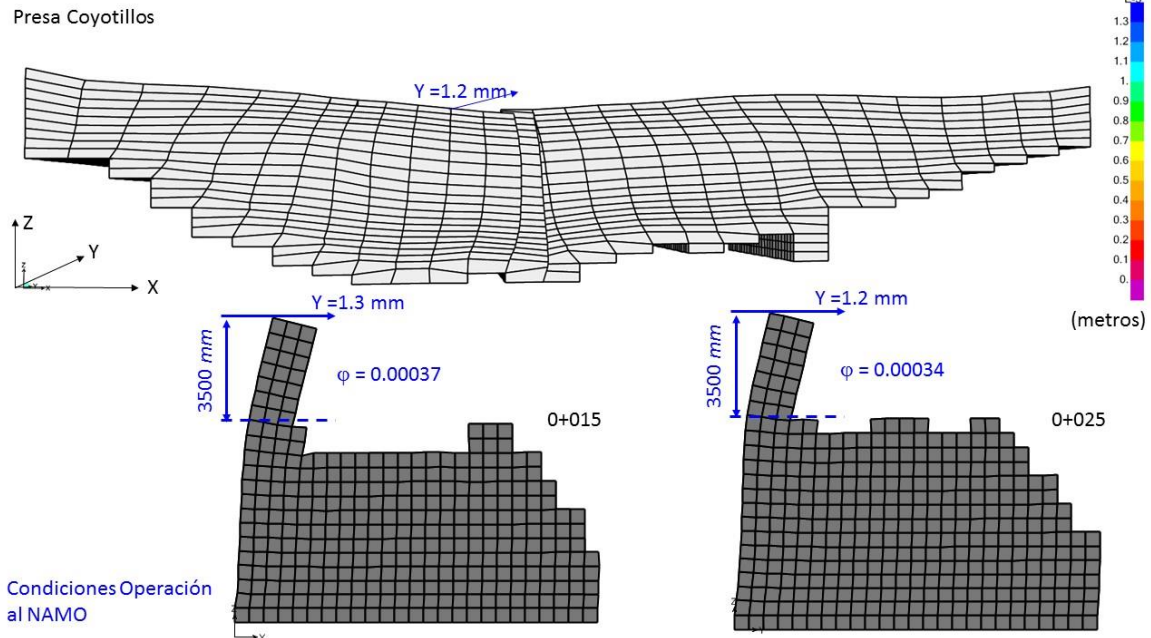 Presa Coyotillos
Y =1.2 mm
Z
Y
X
1.3
1.2
1.1
1.
0.9
0.8
0.7
0.6
0.5
0.4
0.3
0.2
0.1
0.
(metros)
Y =1.3 mm
3500 mm
φ = 0.00037
0+015
Y =1.2 mm
3500 mm
φ = 0.00034
0+025
Condiciones Operación
al NAMO